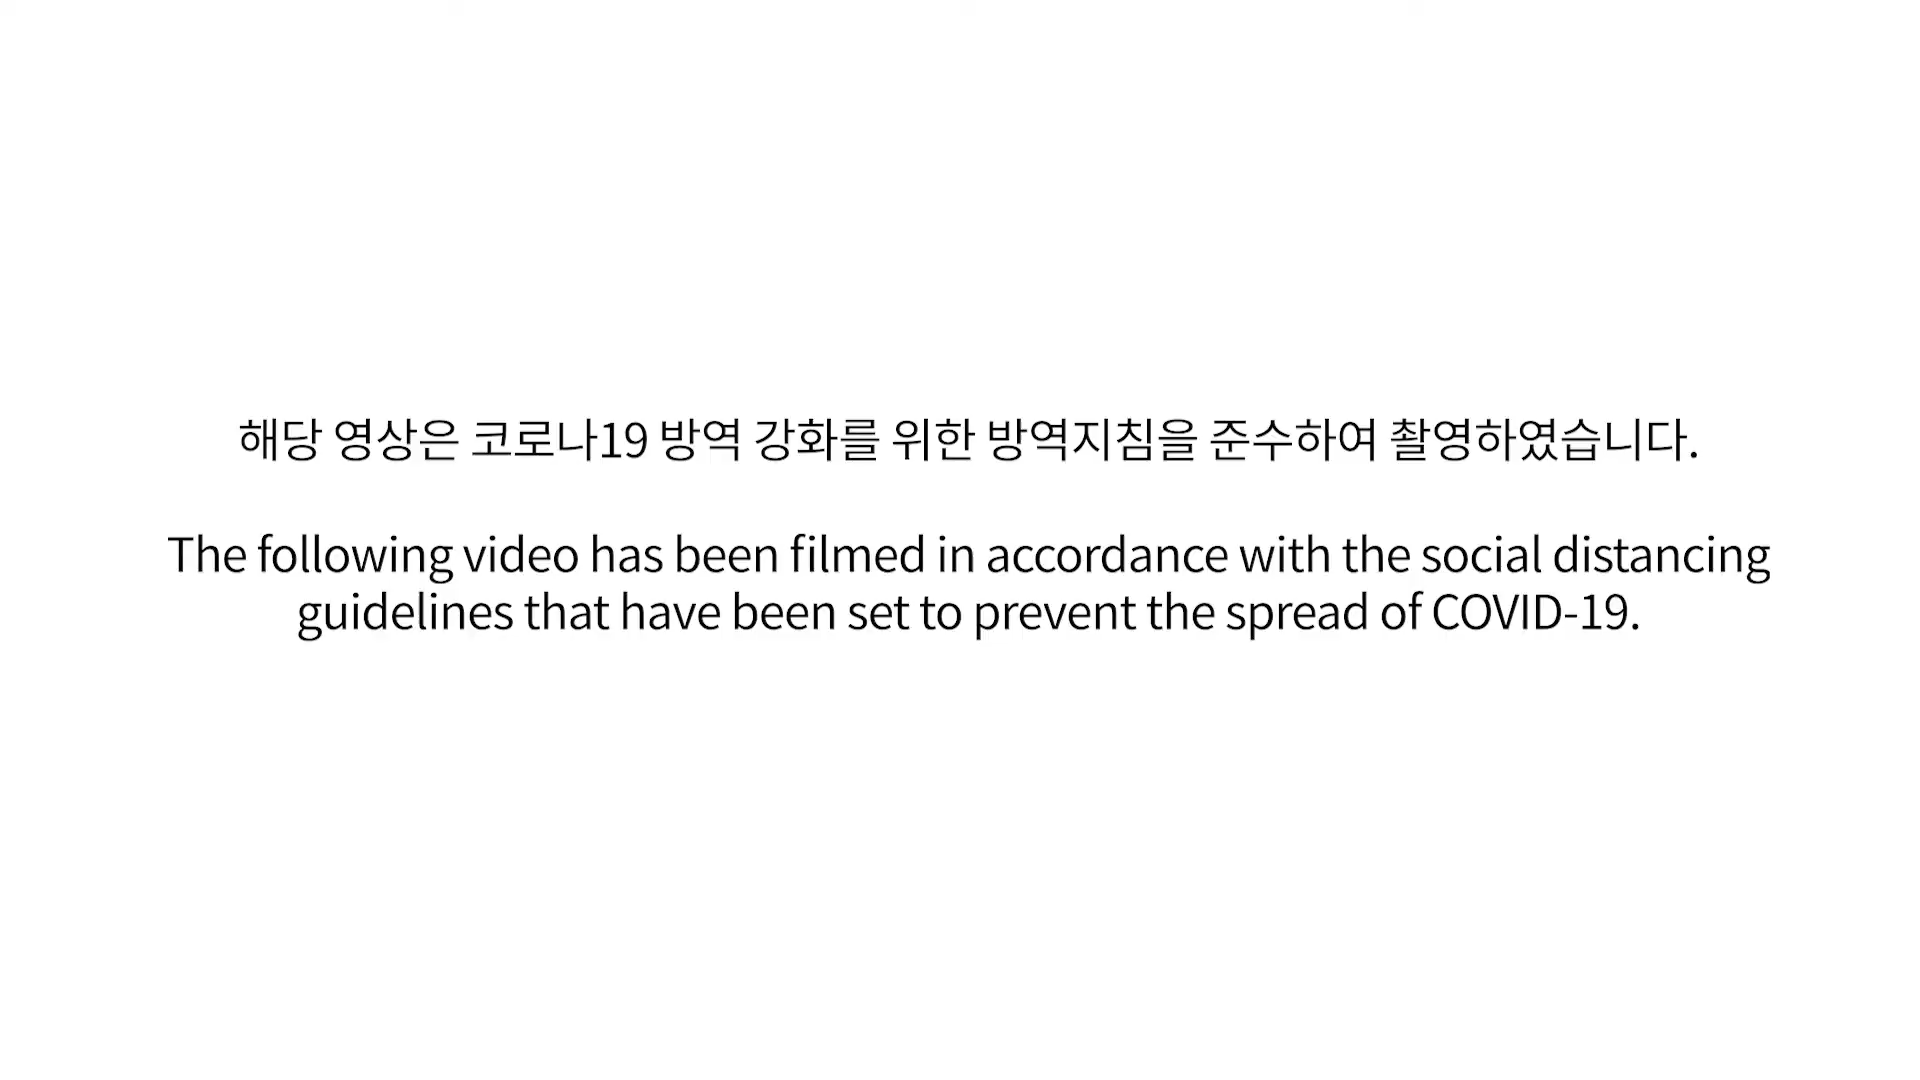 해당 영상은 코로나19 방역 강화를 위한 방역지침을 준수하여 촬영하였습니다.
The following video has been filmed in accordance with the social distancing
guidelines that have been set to prevent the spread of COVID-19.